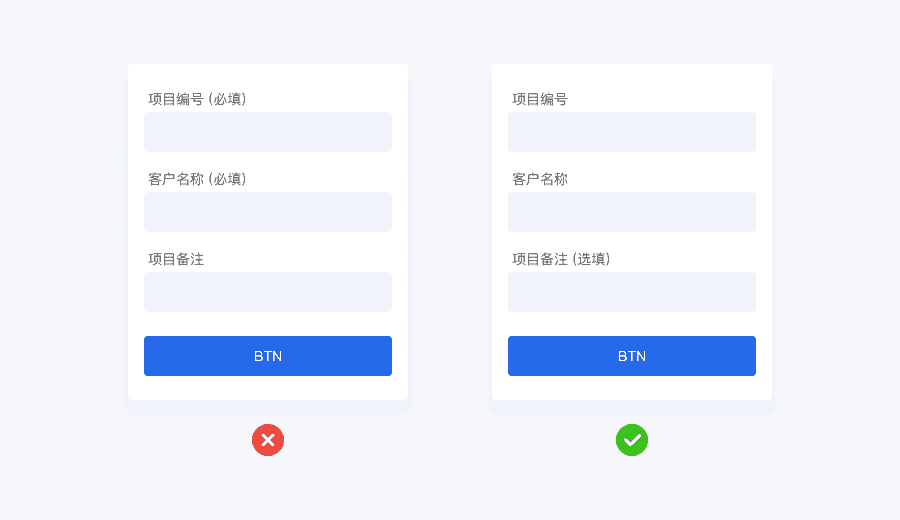 项目编号 (必填)
客户名称 (必填)
项目备注
BTN
项目编号
客户名称
项目备注 (选填)
BTN